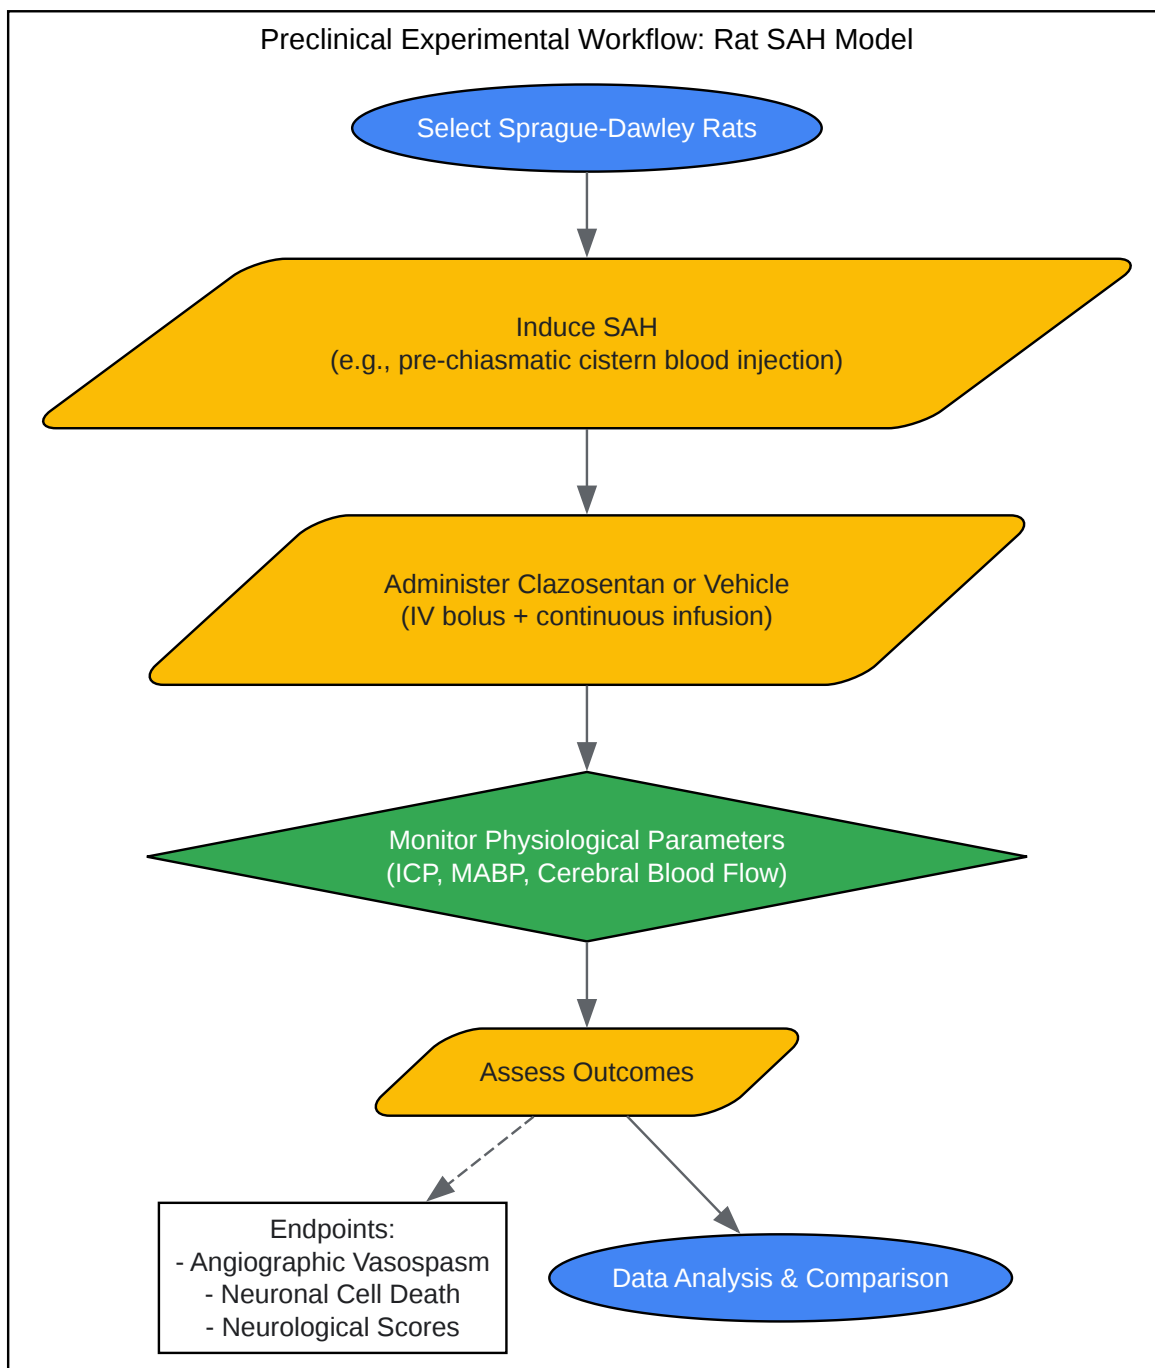 Preclinical Experimental Workflow: Rat SAH Model
Select Sprague-Dawley Rats
Induce SAH
(e.g., pre-chiasmatic cistern blood injection)
Administer Clazosentan or Vehicle
(IV bolus + continuous infusion)
Monitor Physiological Parameters
(ICP, MABP, Cerebral Blood Flow)
Assess Outcomes
Endpoints:
- Angiographic Vasospasm
- Neuronal Cell Death
- Neurological Scores
Data Analysis & Comparison